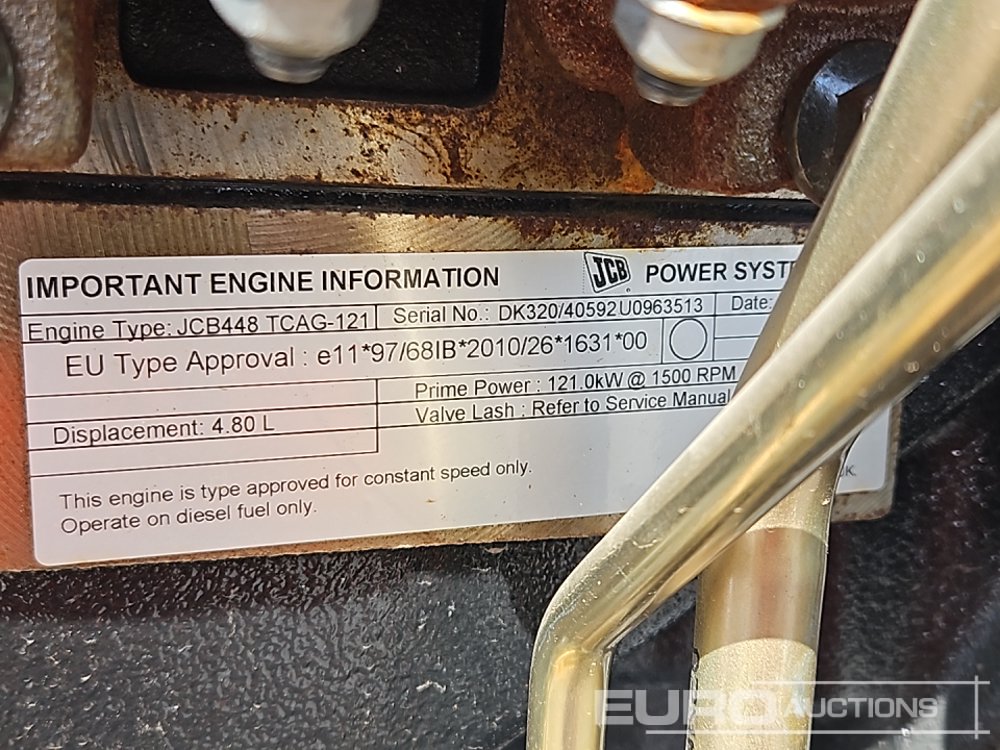 IMPORTANT ENGINE INFORMATION JCB POWER
Engine Type: JCB448 TCAG-121 Serial No.: DK320/40592U0963513 Date:
EU Type Approval : e11*97/68IB*2010/26*1631*00
Prime Power : 121.0kW @ 1500 RPM
Displacement: 4.80 L Valve Lash : Refer to Service Manual
This engine is type approved for constant speed only.
Operate on diesel fuel only.
EURO AUCTIONS